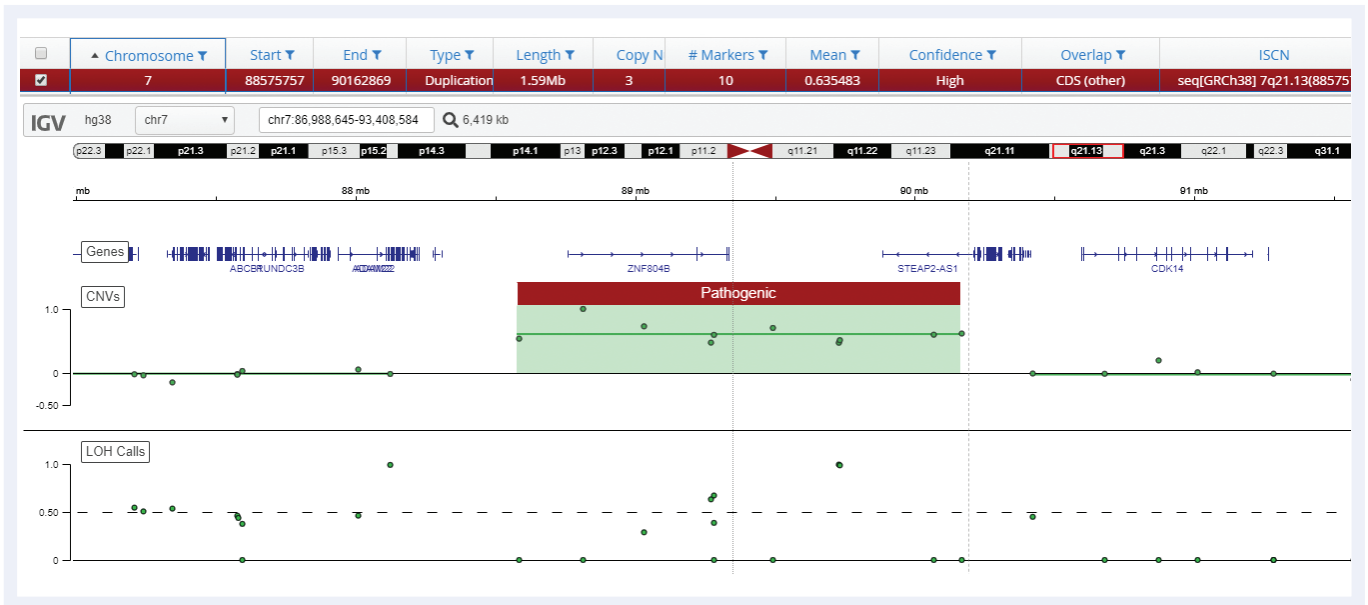 Chromosome Start End Type Length Copy N # Markers Mean Confidence Overlap ISCN
7 88575757 90162869 Duplication 1.59Mb 3 10 0.635483 High CDS (other) seq[GRCh38] 7q21.13(88575
IGV hg38 chr7 chr7:86,988,645-93,408,584 6,419 kb
p22.3 p22.1 p21.3 p21.2 p21.1 p15.3 p15.2 p14.3 p14.1 p13 p12.3 p12.1 p11.2 q11.21 q11.22 q11.23 q21.11 q21.13 q21.3 q22.1 q22.3 q31.1
mb 88 mb 89 mb 90 mb 91 mb
Genes
RUNDC3B ZNF804B STEAP2-AS1 CDK14
CNVs Pathogenic
1.0
0
-0.50
LOH Calls
1.0
0.50
0